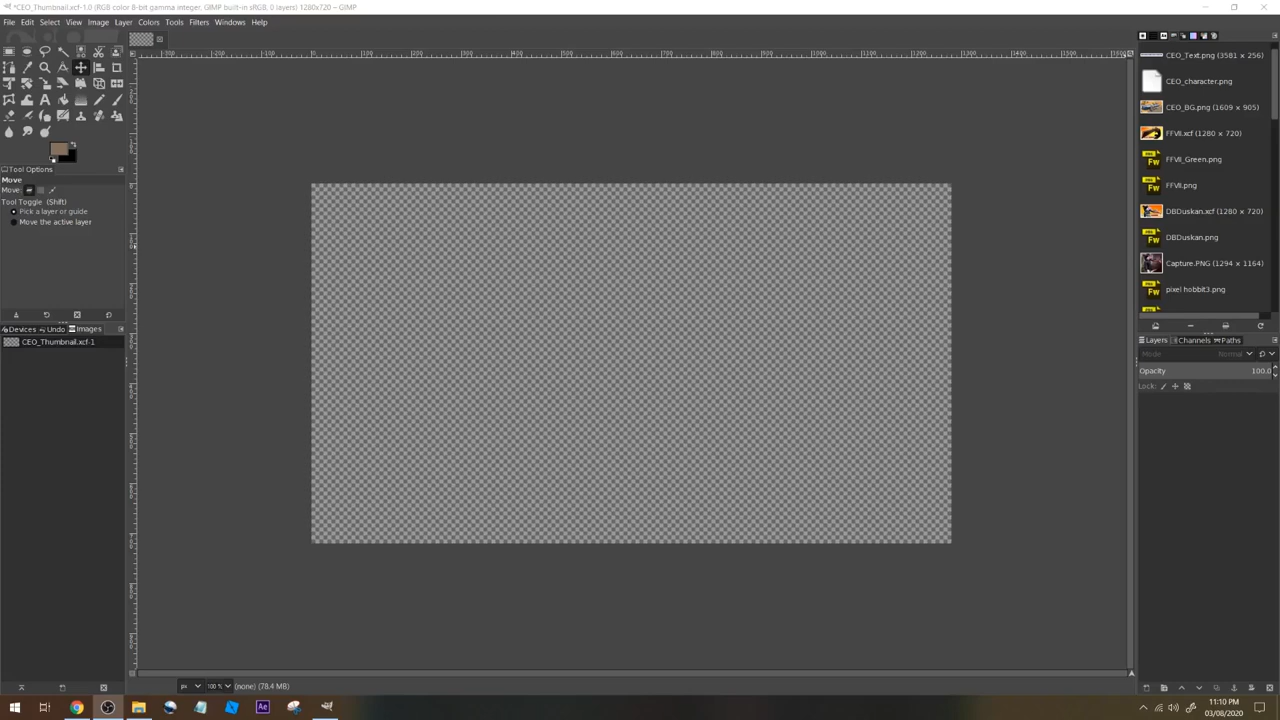 *CEO_Thumbnail.xcf-1.0 (RGB color 8-bit gamma integer, GIMP built-in sRGB, 0 layers) 1280x720 – GIMP
File Edit Select View Image Layer Colors Tools Filters Windows Help
CEO_Text.png (3581 × 256)
CEO_character.png
CEO_BG.png (1609 × 905)
FFVII.xcf (1280 × 720)
FFVII_Green.png
FFVII.png
DBDuskan.xcf (1280 × 720)
DBDuskan.png
Capture.PNG (1294 × 1164)
pixel hobbit3.png
Tool Options
Move
Move:
Tool Toggle (Shift)
Pick a layer or guide
Move the active layer
Devices Undo Images
CEO_Thumbnail.xcf-1
Layers Channels Paths
Mode Normal
Opacity 100.0
Lock:
px 100 % (none) (78.4 MB)
11:10 PM
03/08/2020